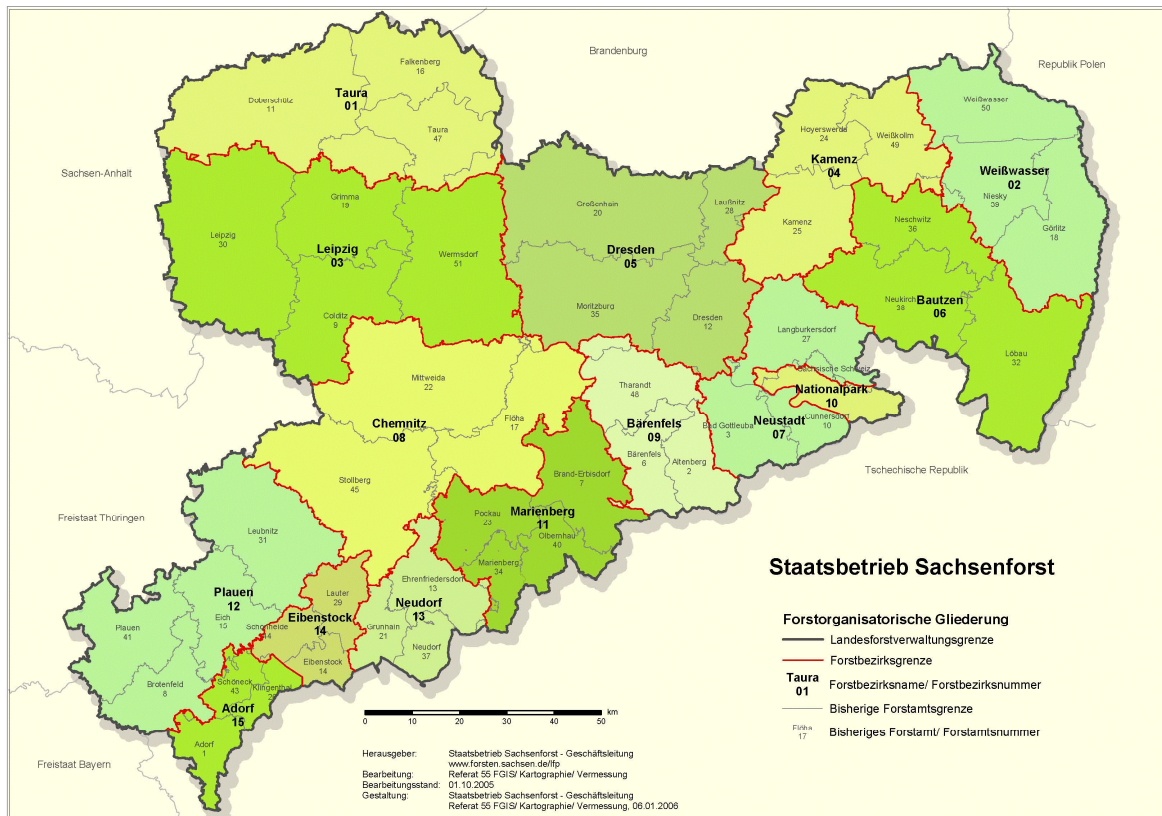 Brandenburg
Republik Polen
Sachsen-Anhalt
Freistaat Thüringen
Freistaat Bayern
Tschechische Republik
Taura
01
Falkenberg
16
Doberschütz
11
Taura
47
Leipzig
03
Leipzig
30
Grimma
19
Wermsdorf
51
Colditz
9
Dresden
05
Großenhain
20
Laußnitz
28
Moritzburg
35
Dresden
12
Kamenz
04
Hoyerswerda
24
Weißkollm
49
Kamenz
25
Weißwasser
02
Weißwasser
50
Niesky
39
Görlitz
18
Bautzen
06
Neschwitz
36
Neukirch
38
Löbau
32
Langburkersdorf
27
Sächsische Schweiz
Nationalpark
10
Cunnersdorf
10
Neustadt
07
Bad Gottleuba
3
Bärenfels
09
Tharandt
48
Bärenfels
6
Altenberg
2
Chemnitz
08
Mittweida
22
Flöha
17
Stollberg
45
Marienberg
11
Brand-Erbisdorf
7
Pockau
23
Olbernhau
40
Marienberg
34
Neudorf
13
Ehrenfriedersdorf
13
Grünhain
21
Neudorf
37
Eibenstock
14
Lauter
29
Schönheide
44
Eibenstock
14
Plauen
12
Leubnitz
31
Eich
15
Plauen
41
Brotenfeld
8
Adorf
15
Schöneck
43
Klingenthal
26
Adorf
1
Staatsbetrieb Sachsenforst
Forstorganisatorische Gliederung
Landesforstverwaltungsgrenze
Forstbezirksgrenze
Taura
01
Forstbezirksname/ Forstbezirksnummer
Bisherige Forstamtsgrenze
Flöha
17
Bisheriges Forstamt/ Forstamtsnummer
km
0 10 20 30 40 50
Herausgeber: Staatsbetrieb Sachsenforst - Geschäftsleitung
www.forsten.sachsen.de/lfp
Bearbeitung: Referat 55 FGIS/ Kartographie/ Vermessung
Bearbeitungsstand: 01.10.2005
Gestaltung: Staatsbetrieb Sachsenforst - Geschäftsleitung
Referat 55 FGIS/ Kartographie/ Vermessung, 06.01.2006